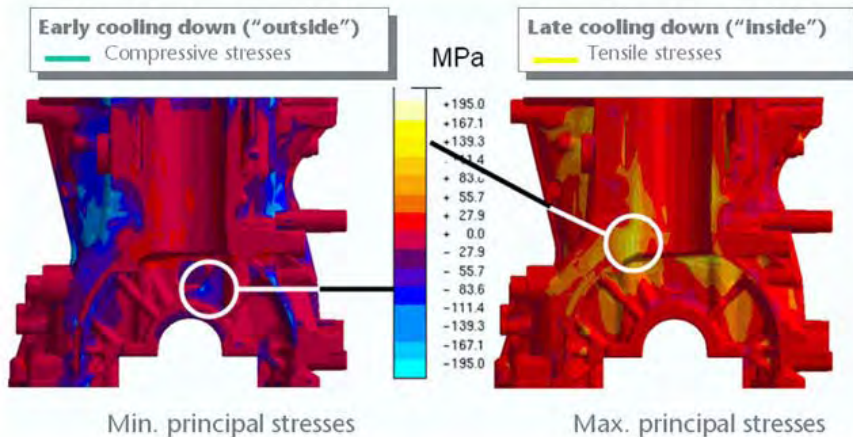 Early cooling down (“outside”)
Compressive stresses
MPa
Late cooling down (“inside”)
Tensile stresses
+195.0
+167.1
+139.3
+ 55.7
+ 27.9
+ 0.0
- 27.9
- 55.7
- 83.6
-111.4
-139.3
-167.1
-195.0
Min. principal stresses
Max. principal stresses